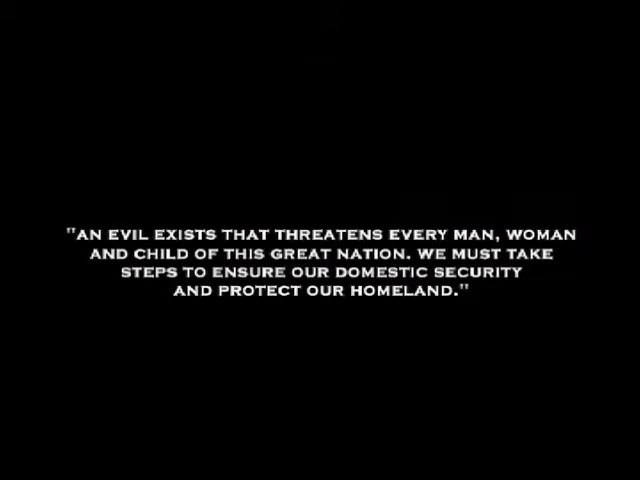 "AN EVIL EXISTS THAT THREATENS EVERY MAN, WOMAN
AND CHILD OF THIS GREAT NATION. WE MUST TAKE
STEPS TO ENSURE OUR DOMESTIC SECURITY
AND PROTECT OUR HOMELAND."